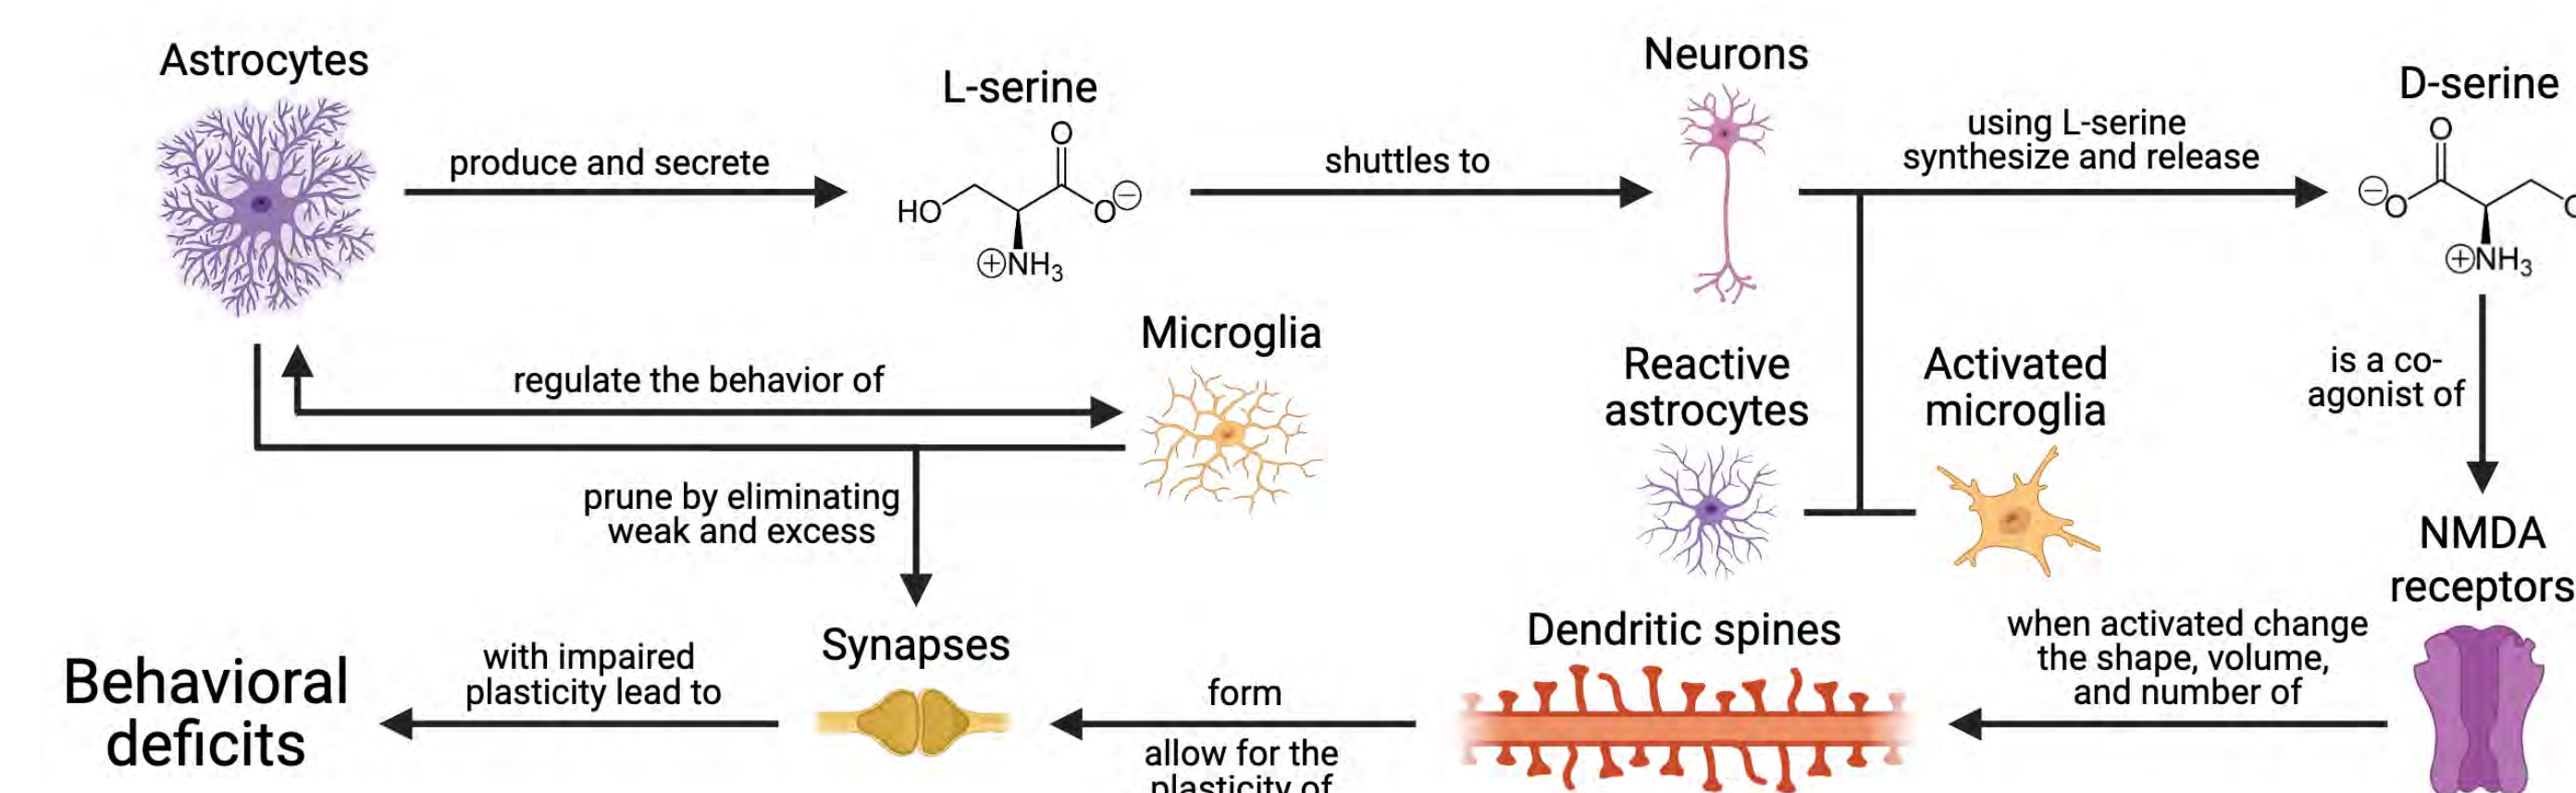 Astrocytes
produce and secrete
L-serine
O
HO
O
NH3
shuttles to
Neurons
using L-serine
synthesize and release
D-serine
O
O
NH3
regulate the behavior of
Microglia
prune by eliminating
weak and excess
Reactive
astrocytes
Activated
microglia
is a co-
agonist of
NMDA
receptors
when activated change
the shape, volume,
and number of
Dendritic spines
form
allow for the
plasticity of
Synapses
with impaired
plasticity lead to
Behavioral
deficits